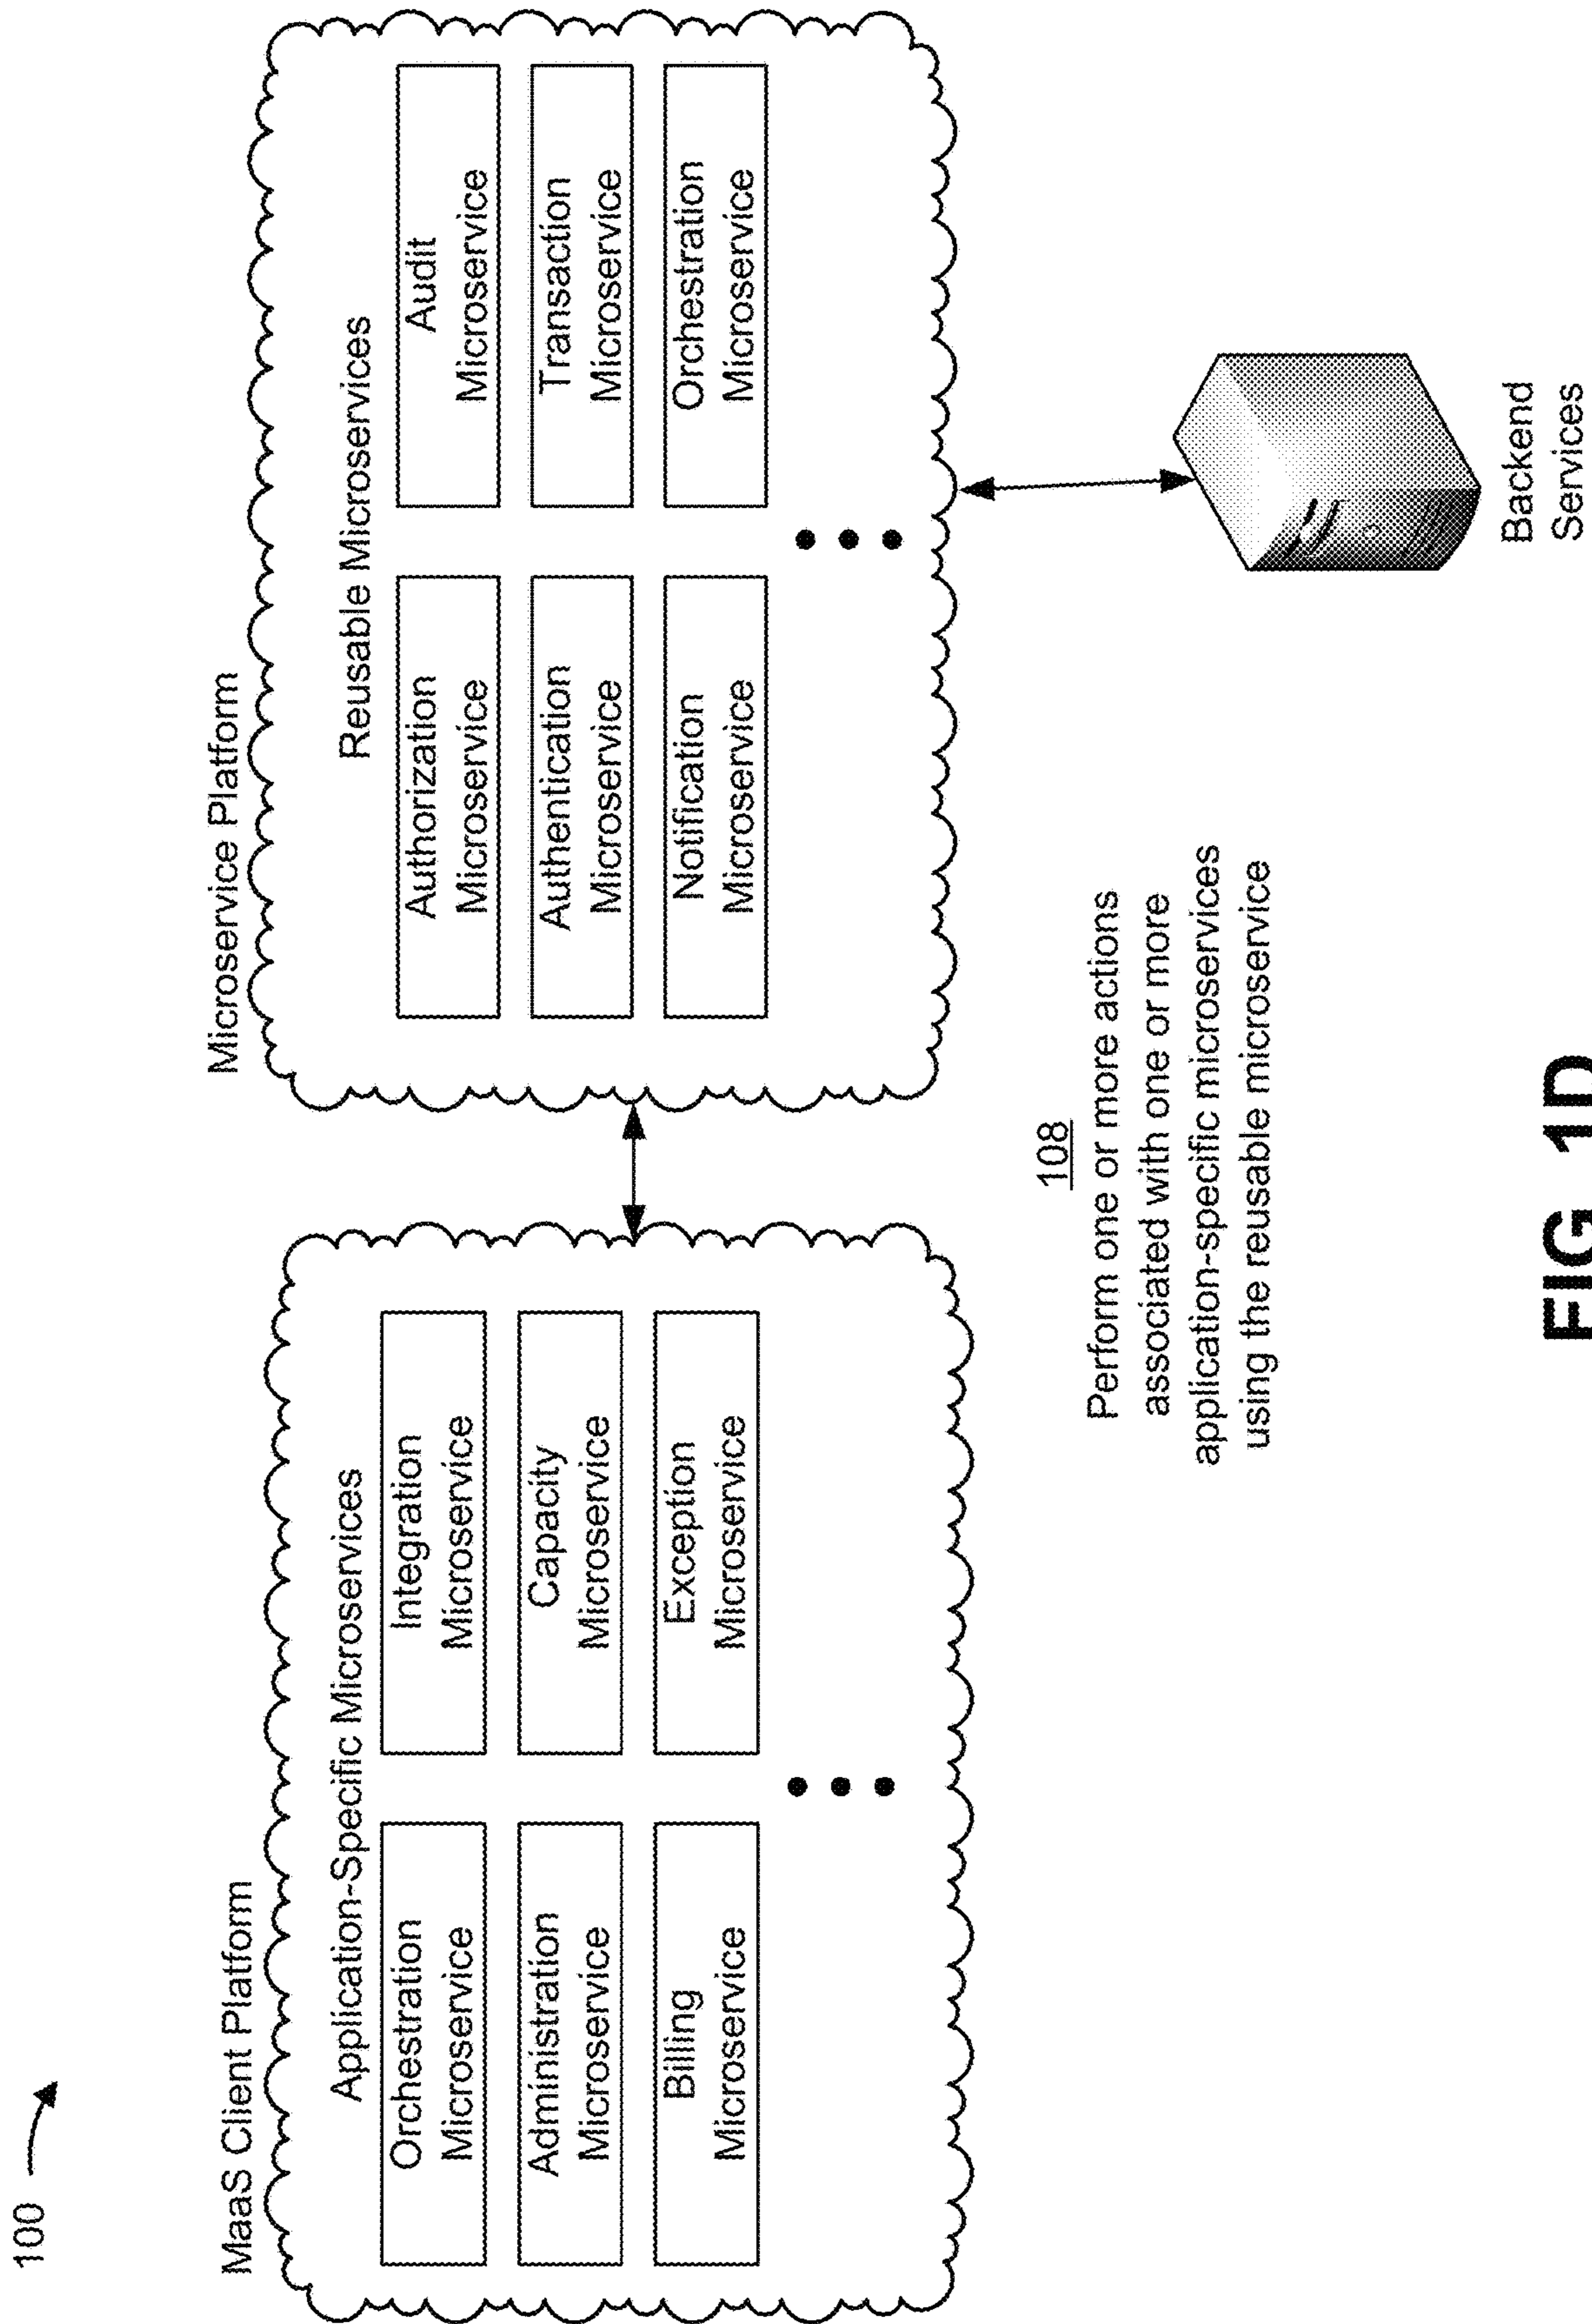 100
MaaS Client Platform
Application-Specific Microservices
Orchestration
Microservice
Integration
Microservice
Administration
Microservice
Capacity
Microservice
Billing
Microservice
Exception
Microservice
Microservice Platform
Reusable Microservices
Authorization
Microservice
Audit
Microservice
Authentication
Microservice
Transaction
Microservice
Notification
Microservice
Orchestration
Microservice
108
Perform one or more actions
associated with one or more
application-specific microservices
using the reusable microservice
Backend
Services
FIG. 1D